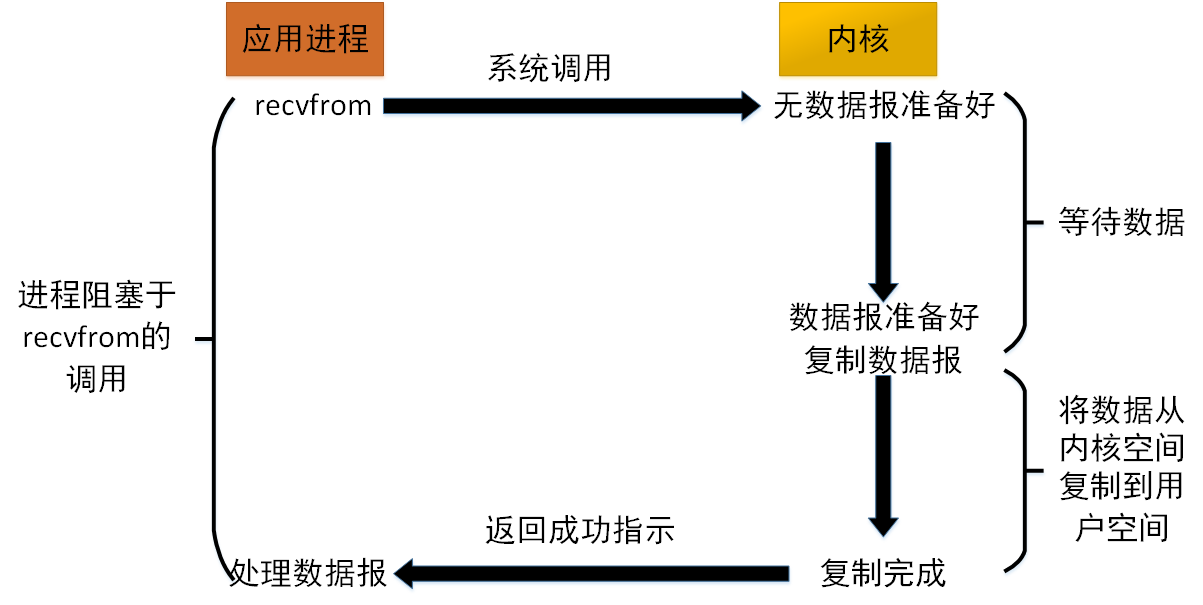 应用进程
内核
系统调用
recvfrom
无数据报准备好
等待数据
进程阻塞于
recvfrom的
调用
数据报准备好
复制数据报
将数据从
内核空间
复制到用
户空间
返回成功指示
处理数据报
复制完成